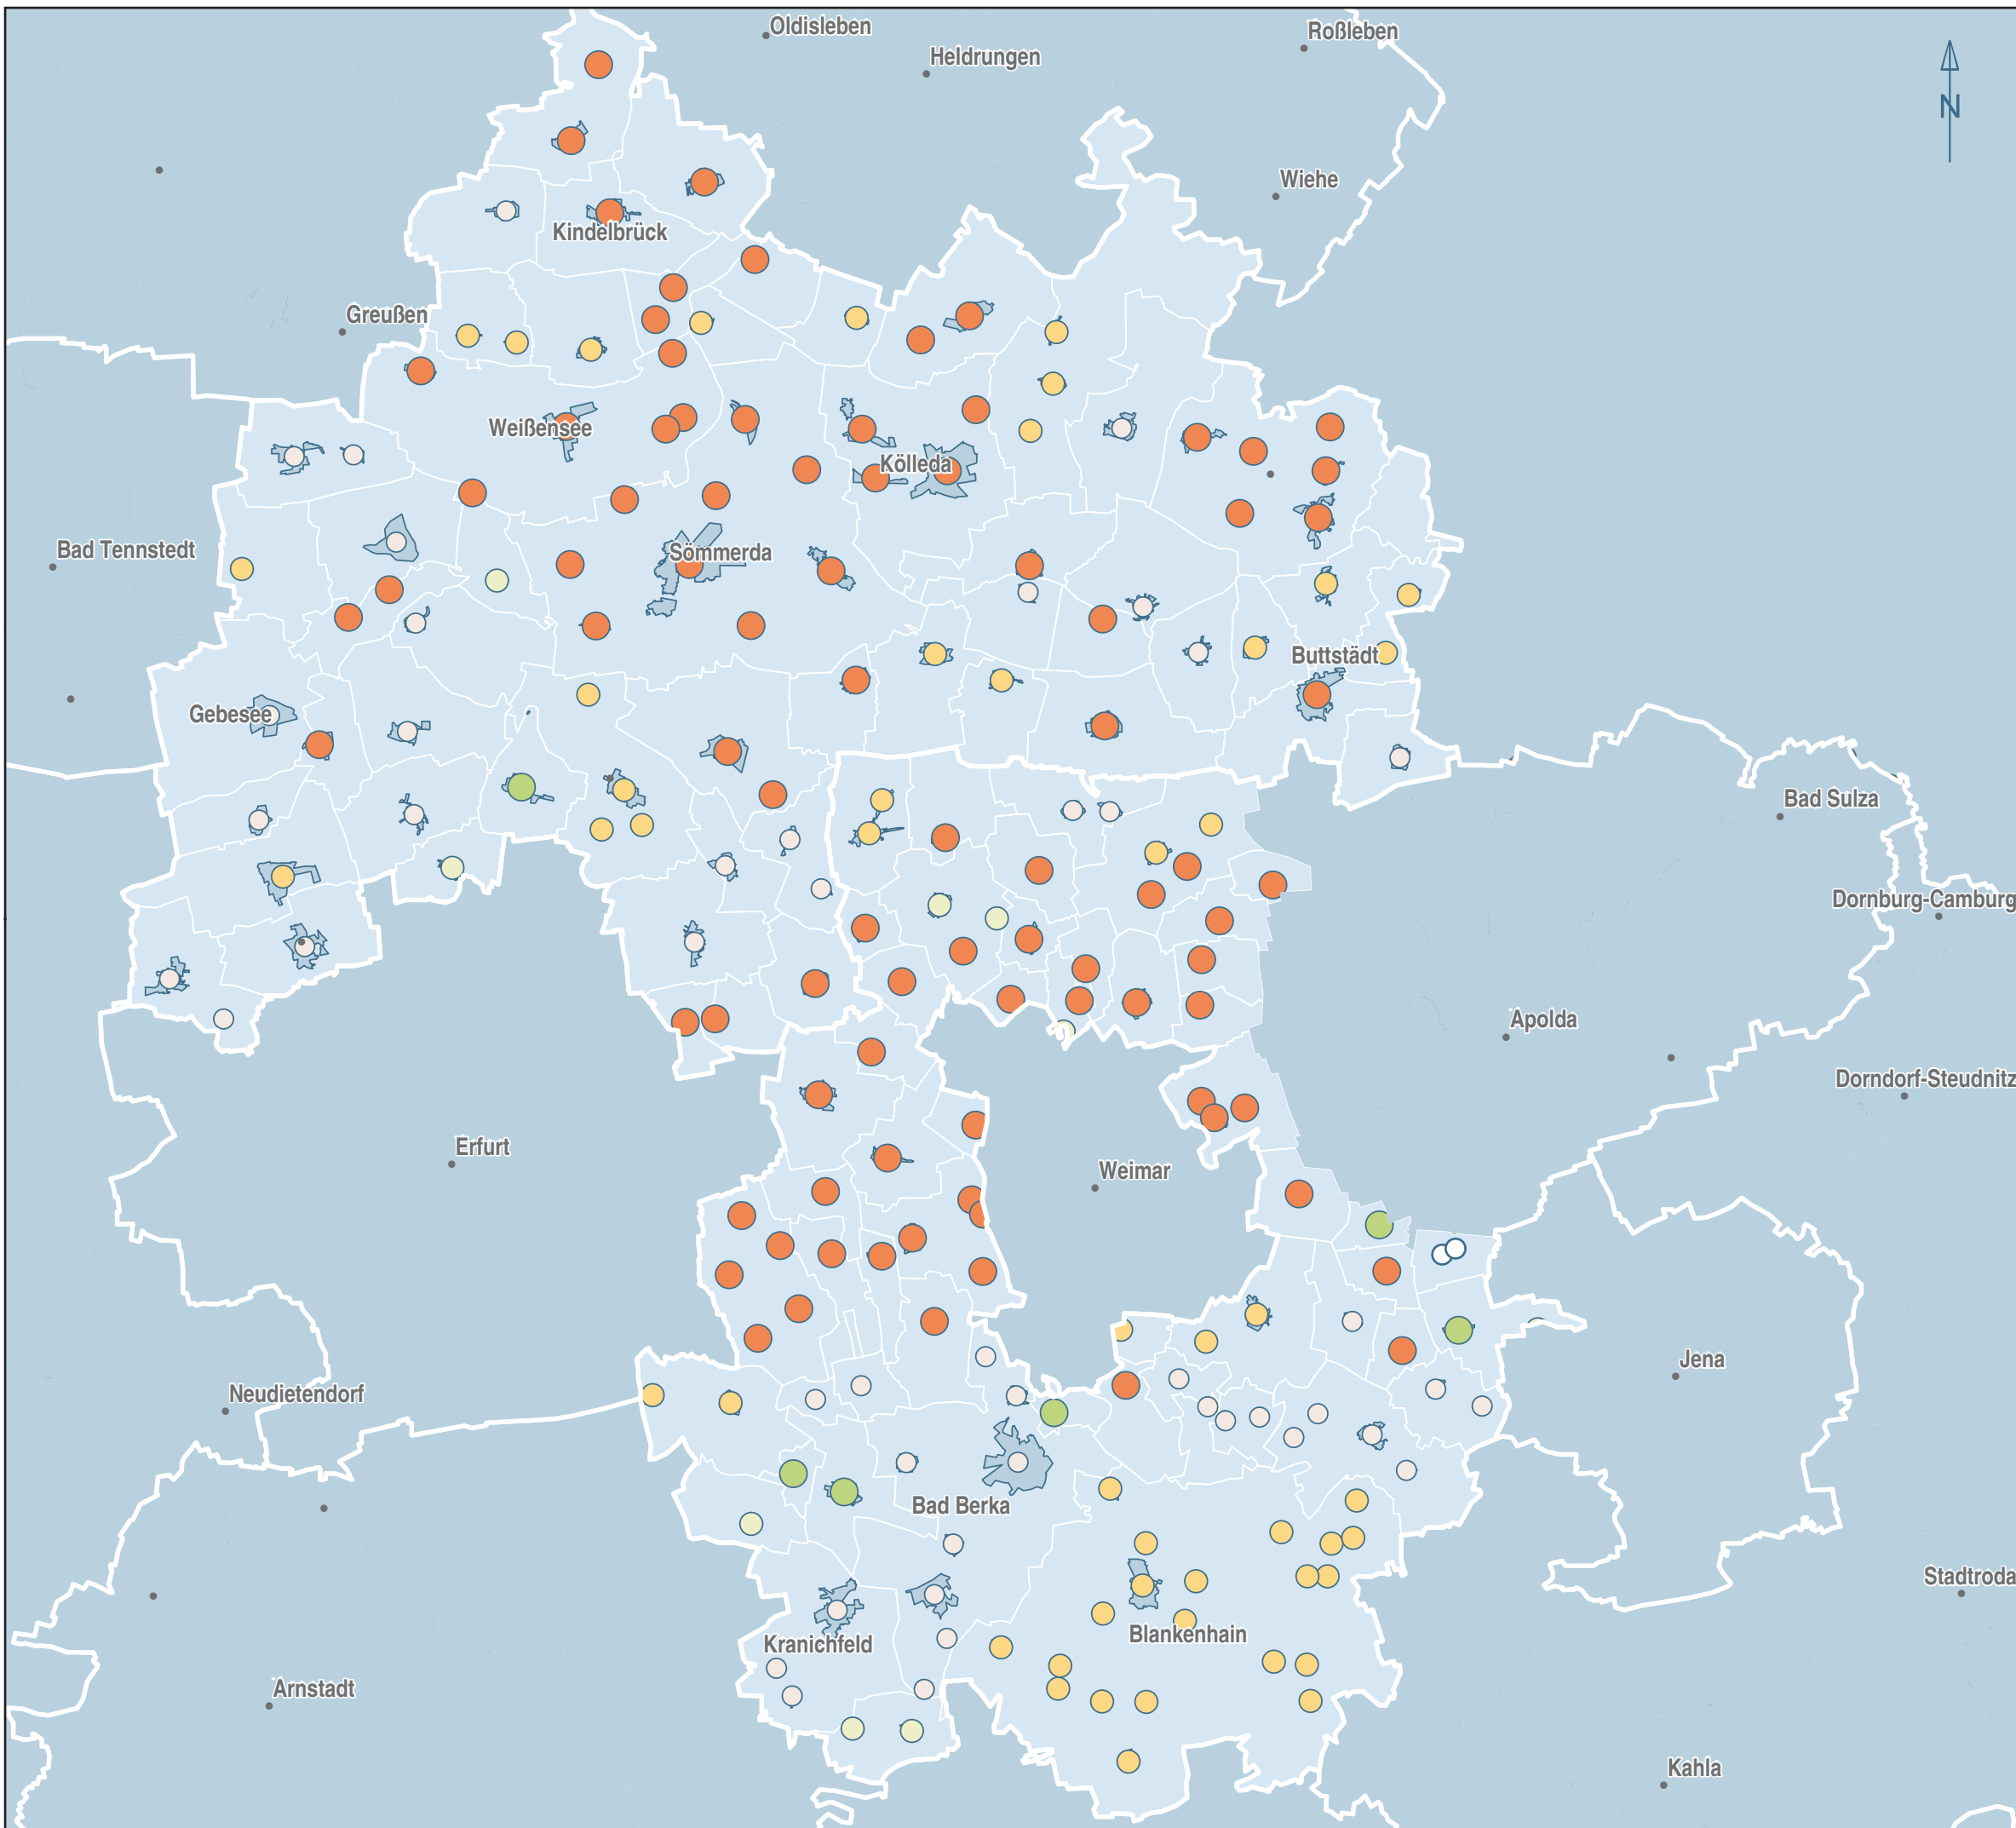 Oldisleben
Roßleben
Heldrungen
N
Wiehe
Kindelbrück
Greußen
Weißensee
Kölleda
Bad Tennstedt
Sömmerda
Buttstädt
Gebesee
Bad Sulza
Dornburg-Camburg
Apolda
Dorndorf-Steudnitz
Erfurt
Weimar
Jena
Neudietendorf
Bad Berka
Stadtroda
Blankenhain
Kranichfeld
Arnstadt
Kahla